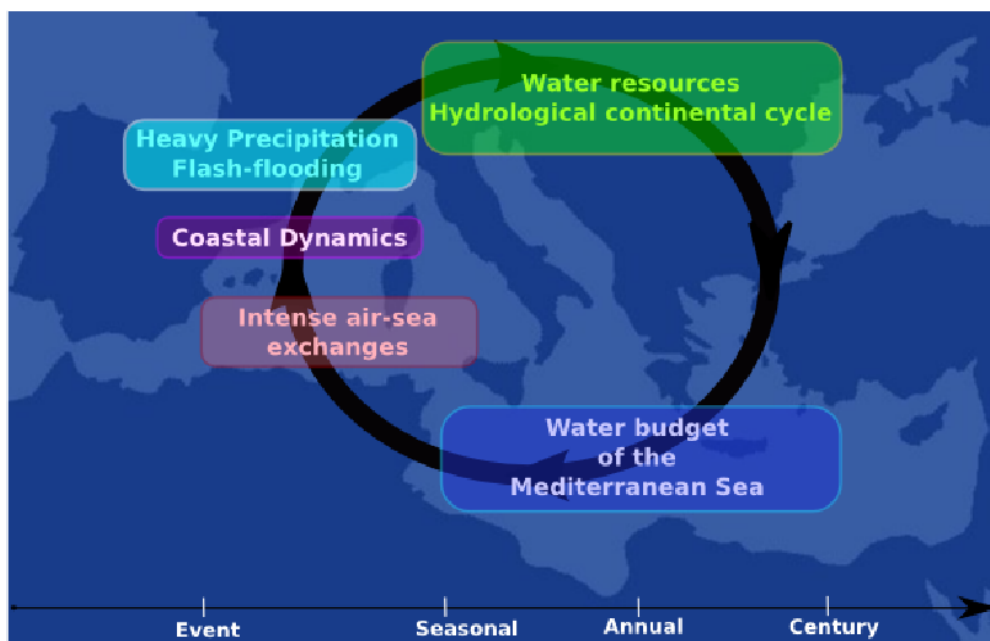 Water resources
Hydrological continental cycle
Heavy Precipitation
Flash-flooding
Coastal Dynamics
Intense air-sea
exchanges
Water budget
of the
Mediterranean Sea
Event
Seasonal
Annual
Century